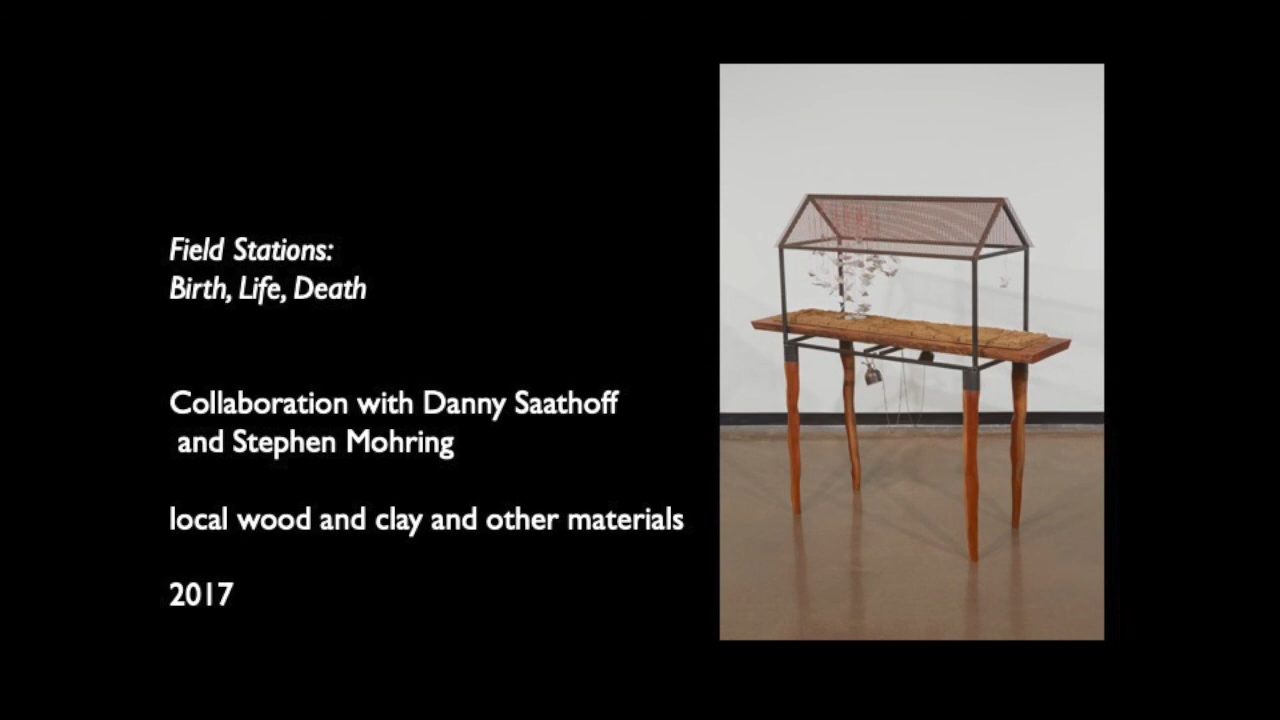 Field Stations:
Birth, Life, Death
Collaboration with Danny Saathoff
and Stephen Mohring
local wood and clay and other materials
2017